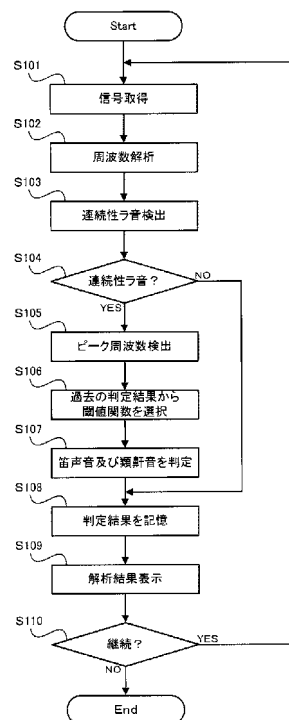 Start
S101
信号取得
S102
周波数解析
S103
連続性ラ音検出
S104
連続性ラ音？
NO
YES
S105
ピーク周波数検出
S106
過去の判定結果から
閾値関数を選択
S107
笛声音及び類鼾音を判定
S108
判定結果を記憶
S109
解析結果表示
S110
継続？
YES
NO
End